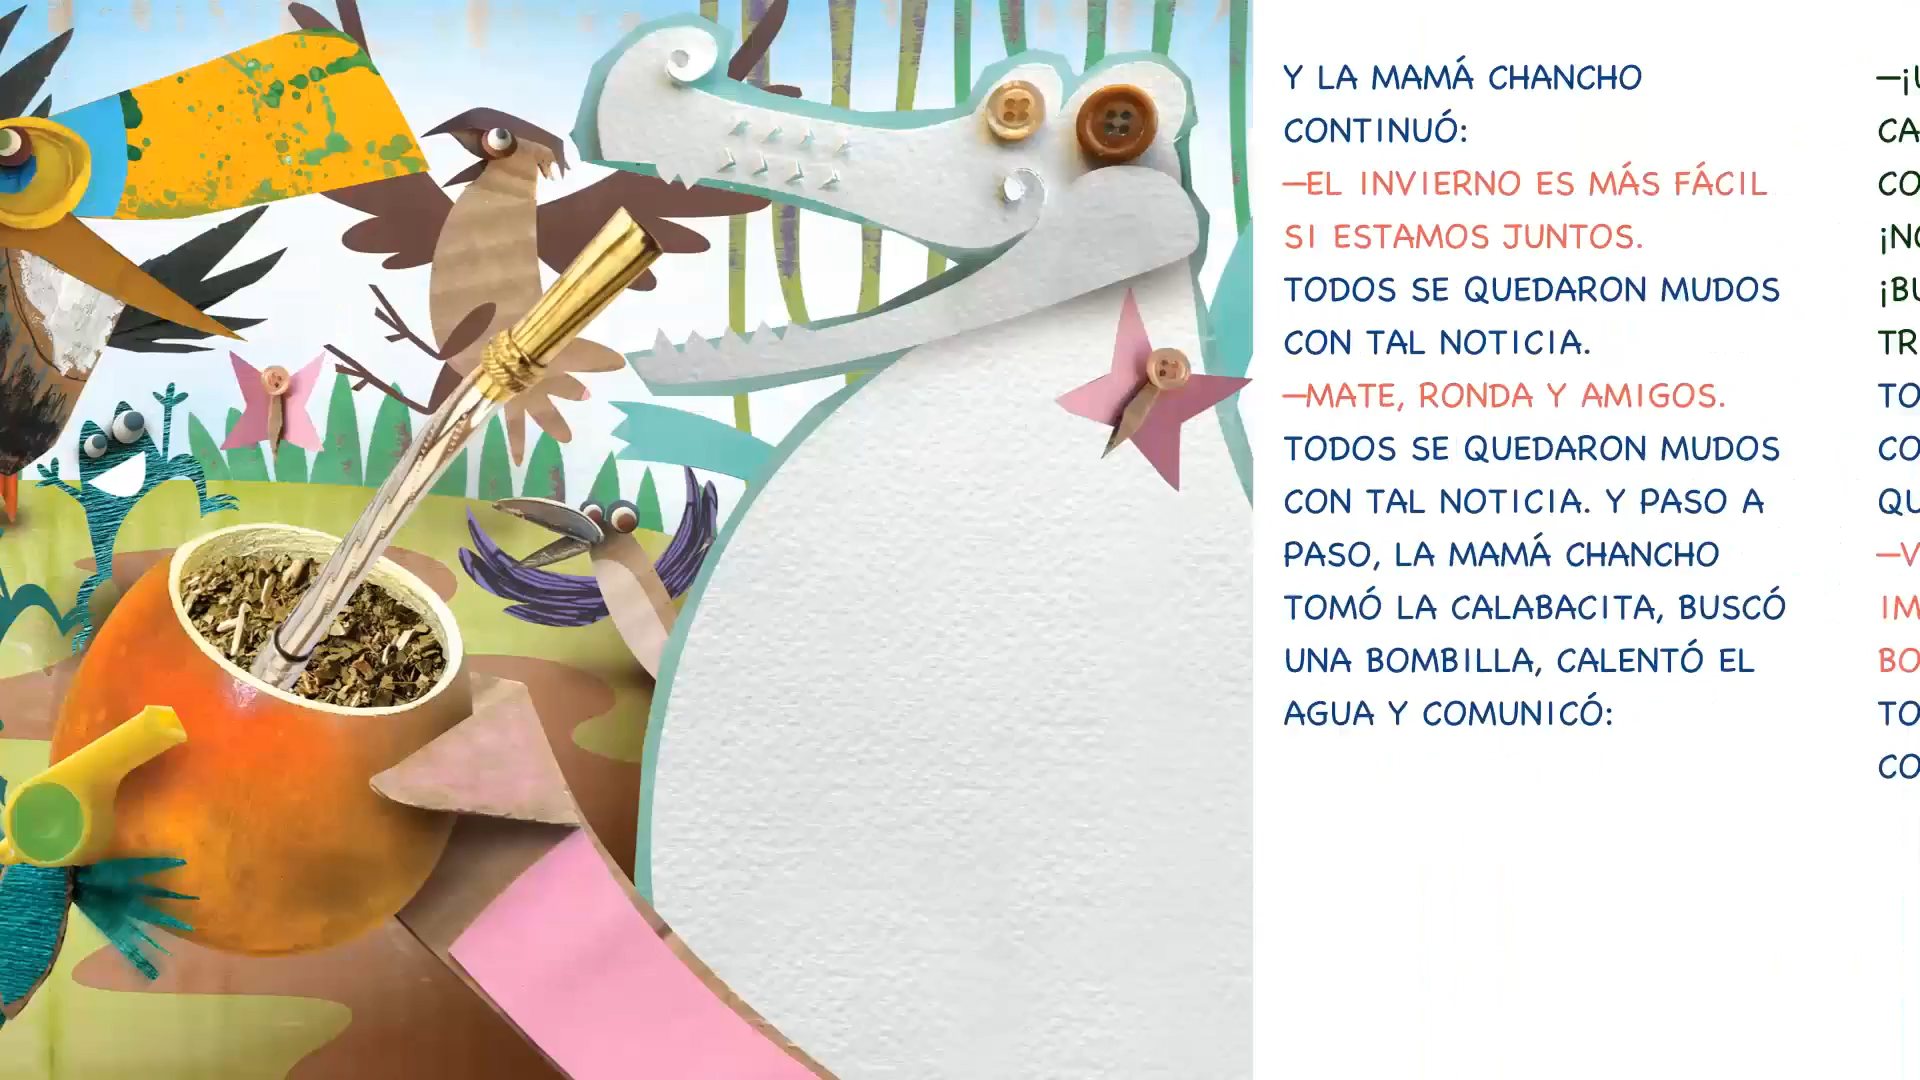 Y LA MAMÁ CHANCHO
CONTINUÓ:
—EL INVIERNO ES MÁS FÁCIL
SI ESTAMOS JUNTOS.
TODOS SE QUEDARON MUDOS
CON TAL NOTICIA.
—MATE, RONDA Y AMIGOS.
TODOS SE QUEDARON MUDOS
CON TAL NOTICIA. Y PASO A
PASO, LA MAMÁ CHANCHO
TOMÓ LA CALABACITA, BUSCÓ
UNA BOMBILLA, CALENTÓ EL
AGUA Y COMUNICÓ: